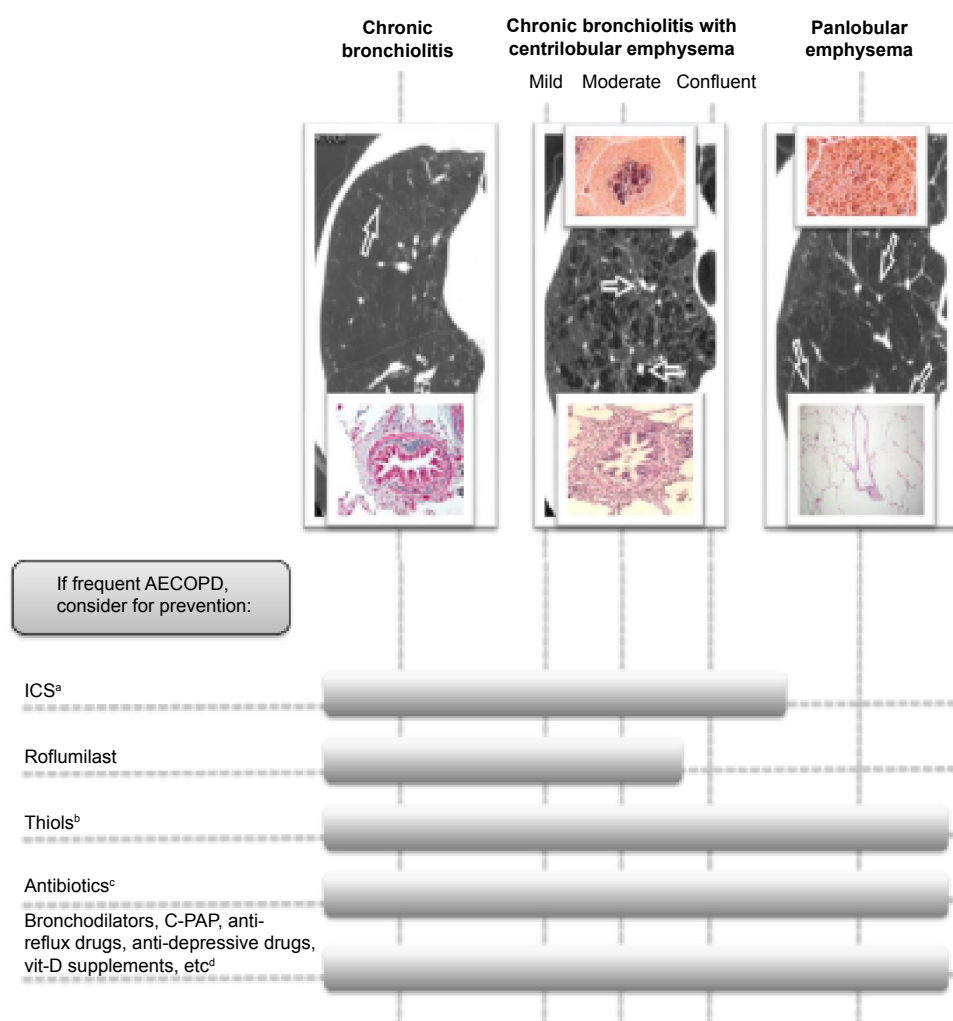 Chronic
bronchiolitis
Chronic bronchiolitis with
centrilobular emphysema
Panlobular
emphysema
Mild Moderate Confluent
If frequent AECOPD,
consider for prevention:
ICSᵃ
Roflumilast
Thiolsᵇ
Antibioticsᶜ
Bronchodilators, C-PAP, anti-
reflux drugs, anti-depressive drugs,
vit-D supplements, etcᵈ